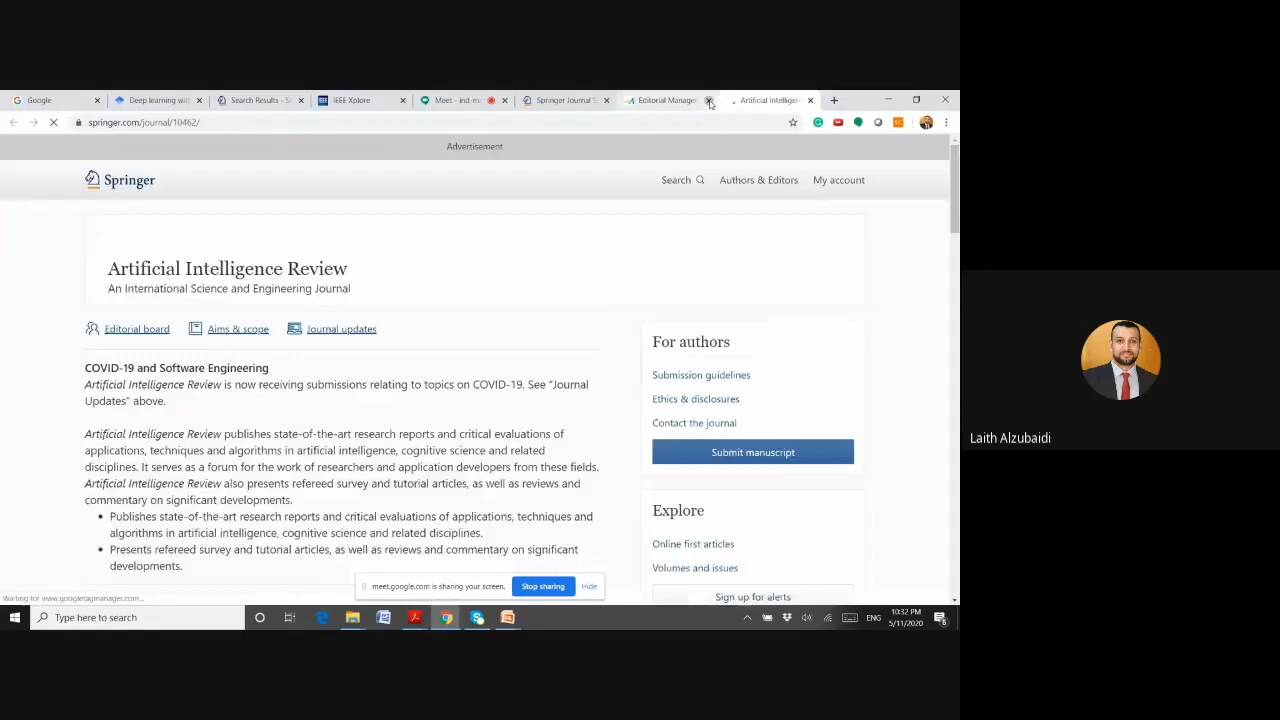 Google
Deep learning wit
Search Results - S
IEEE Xplore
Meet - ind-m
Springer Journal S
Editorial Manage
Artificial Intelligen
springer.com/journal/10462/
Advertisement
Springer
Search
Authors & Editors
My account
Artificial Intelligence Review
An International Science and Engineering Journal
Editorial board
Aims & scope
Journal updates
COVID-19 and Software Engineering
Artificial Intelligence Review is now receiving submissions relating to topics on COVID-19. See “Journal
Updates” above.
Artificial Intelligence Review publishes state-of-the-art research reports and critical evaluations of
applications, techniques and algorithms in artificial intelligence, cognitive science and related
disciplines. It serves as a forum for the work of researchers and application developers from these fields.
Artificial Intelligence Review also presents refereed survey and tutorial articles, as well as reviews and
commentary on significant developments.
• Publishes state-of-the-art research reports and critical evaluations of applications, techniques and
algorithms in artificial intelligence, cognitive science and related disciplines.
• Presents refereed survey and tutorial articles, as well as reviews and commentary on significant
developments.
For authors
Submission guidelines
Ethics & disclosures
Contact the journal
Submit manuscript
Explore
Online first articles
Volumes and issues
Sign up for alerts
meet.google.com is sharing your screen.
Stop sharing
Hide
Waiting for www.googletagmanager.com...
Type here to search
ENG
10:32 PM
5/11/2020
Laith Alzubaidi